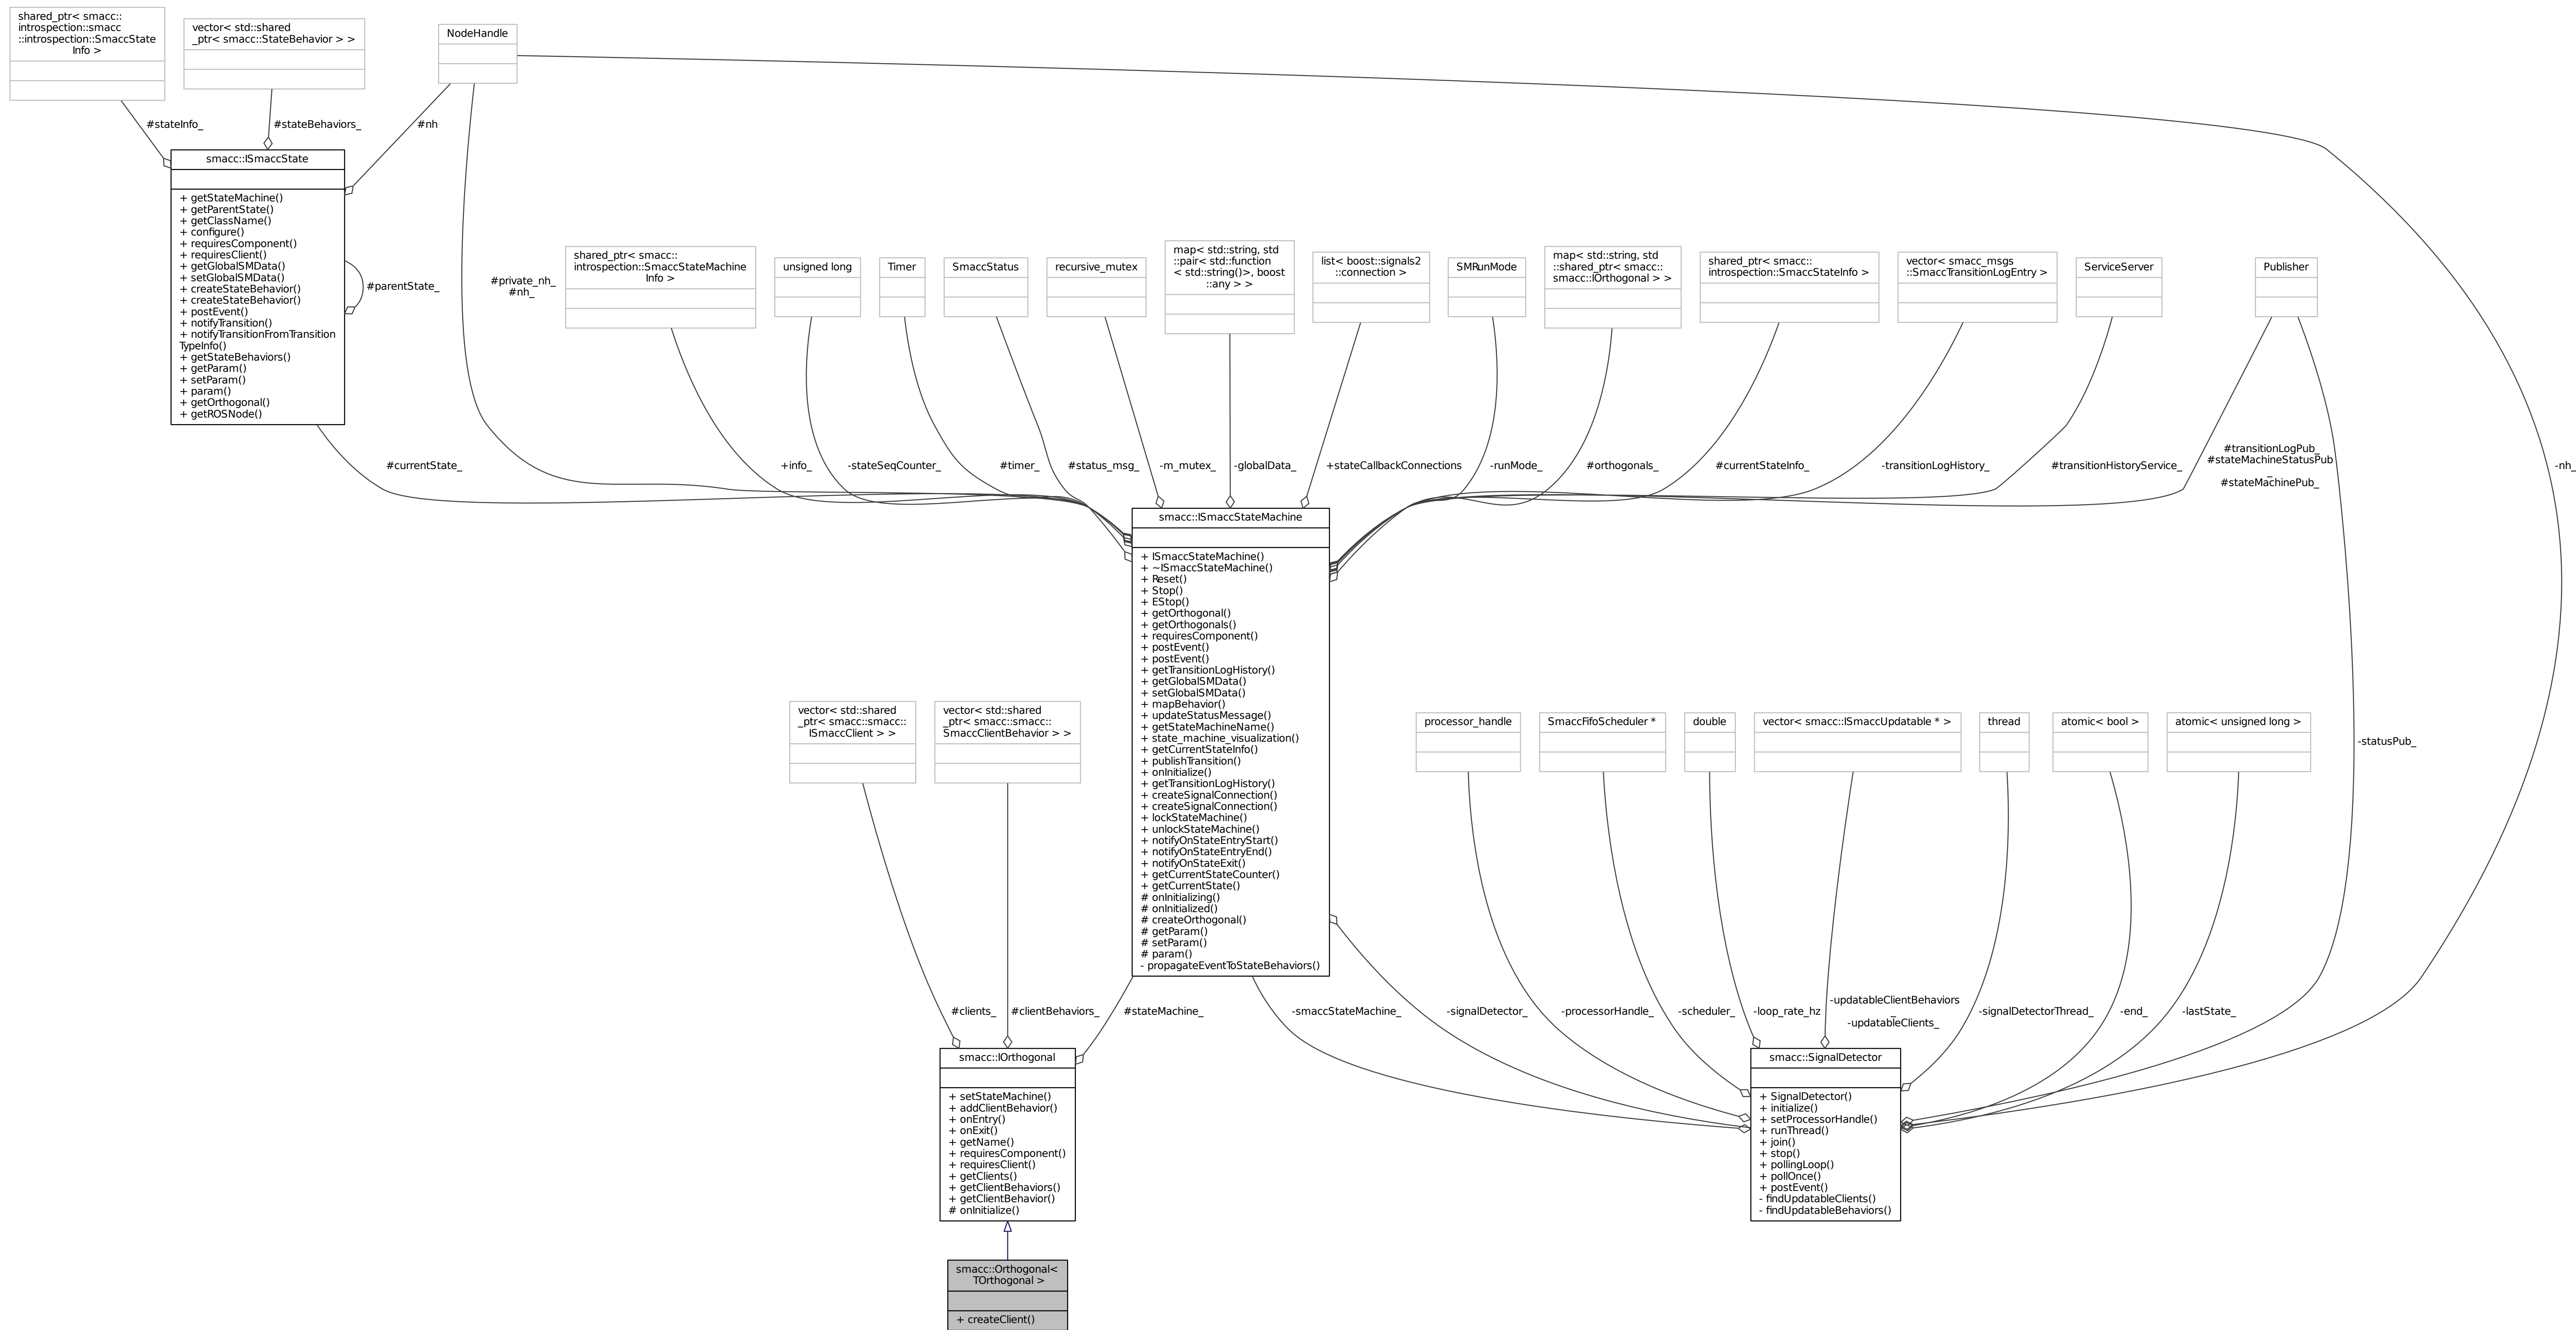 shared_ptr< smacc::
introspection::smacc
::introspection::SmaccState
Info >
vector< std::shared
_ptr< smacc::StateBehavior > >
NodeHandle
#stateInfo_
#stateBehaviors_
#nh
smacc::ISmaccState
+ getStateMachine()
+ getParentState()
+ getClassName()
+ configure()
+ requiresComponent()
+ requiresClient()
+ getGlobalSMData()
+ setGlobalSMData()
+ createStateBehavior()
+ createStateBehavior()
+ postEvent()
+ notifyTransition()
+ notifyTransitionFromTransition
TypeInfo()
+ getStateBehaviors()
+ getParam()
+ setParam()
+ param()
+ getOrthogonal()
+ getROSNode()
#parentState_
#private_nh_
#nh_
shared_ptr< smacc::
introspection::SmaccStateMachine
Info >
unsigned long
Timer
SmaccStatus
recursive_mutex
map< std::string, std
::pair< std::function
< std::string()>, boost
::any > >
list< boost::signals2
::connection >
SMRunMode
map< std::string, std
::shared_ptr< smacc::
smacc::IOrthogonal > >
shared_ptr< smacc::
introspection::SmaccStateInfo >
vector< smacc_msgs
::SmaccTransitionLogEntry >
ServiceServer
Publisher
#currentState_
+info_
-stateSeqCounter_
#timer_
#status_msg_
-m_mutex_
-globalData_
+stateCallbackConnections
-runMode_
#orthogonals_
#currentStateInfo_
-transitionLogHistory_
#transitionHistoryService_
#transitionLogPub_
#stateMachineStatusPub
_
#stateMachinePub_
-nh_
smacc::ISmaccStateMachine
+ ISmaccStateMachine()
+ ~ISmaccStateMachine()
+ Reset()
+ Stop()
+ EStop()
+ getOrthogonal()
+ getOrthogonals()
+ requiresComponent()
+ postEvent()
+ postEvent()
+ getTransitionLogHistory()
+ getGlobalSMData()
+ setGlobalSMData()
+ mapBehavior()
+ updateStatusMessage()
+ getStateMachineName()
+ state_machine_visualization()
+ getCurrentStateInfo()
+ publishTransition()
+ onInitialize()
+ getTransitionLogHistory()
+ createSignalConnection()
+ createSignalConnection()
+ lockStateMachine()
+ unlockStateMachine()
+ notifyOnStateEntryStart()
+ notifyOnStateEntryEnd()
+ notifyOnStateExit()
+ getCurrentStateCounter()
+ getCurrentState()
# onInitializing()
# onInitialized()
# createOrthogonal()
# getParam()
# setParam()
# param()
- propagateEventToStateBehaviors()
vector< std::shared
_ptr< smacc::smacc::
ISmaccClient > >
vector< std::shared
_ptr< smacc::smacc::
SmaccClientBehavior > >
processor_handle
SmaccFifoScheduler *
double
vector< smacc::ISmaccUpdatable * >
thread
atomic< bool >
atomic< unsigned long >
-statusPub_
#clients_
#clientBehaviors_
#stateMachine_
-smaccStateMachine_
-signalDetector_
-processorHandle_
-scheduler_
-loop_rate_hz
-updatableClientBehaviors
_
-updatableClients_
-signalDetectorThread_
-end_
-lastState_
smacc::IOrthogonal
+ setStateMachine()
+ addClientBehavior()
+ onEntry()
+ onExit()
+ getName()
+ requiresComponent()
+ requiresClient()
+ getClients()
+ getClientBehaviors()
+ getClientBehavior()
# onInitialize()
smacc::SignalDetector
+ SignalDetector()
+ initialize()
+ setProcessorHandle()
+ runThread()
+ join()
+ stop()
+ pollingLoop()
+ pollOnce()
+ postEvent()
- findUpdatableClients()
- findUpdatableBehaviors()
smacc::Orthogonal<
TOrthogonal >
+ createClient()